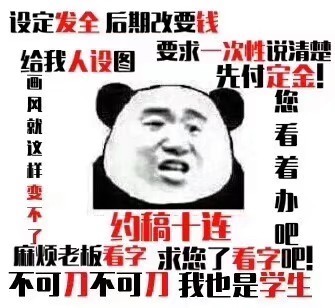 设定发全 后期改要钱
给我人设图
要求一次性说清楚
先付定金!
画风就这样变不了
您看着办吧
约稿十连
麻烦老板看字 求您了看字吧!
不可刀不可刀 我也是学生